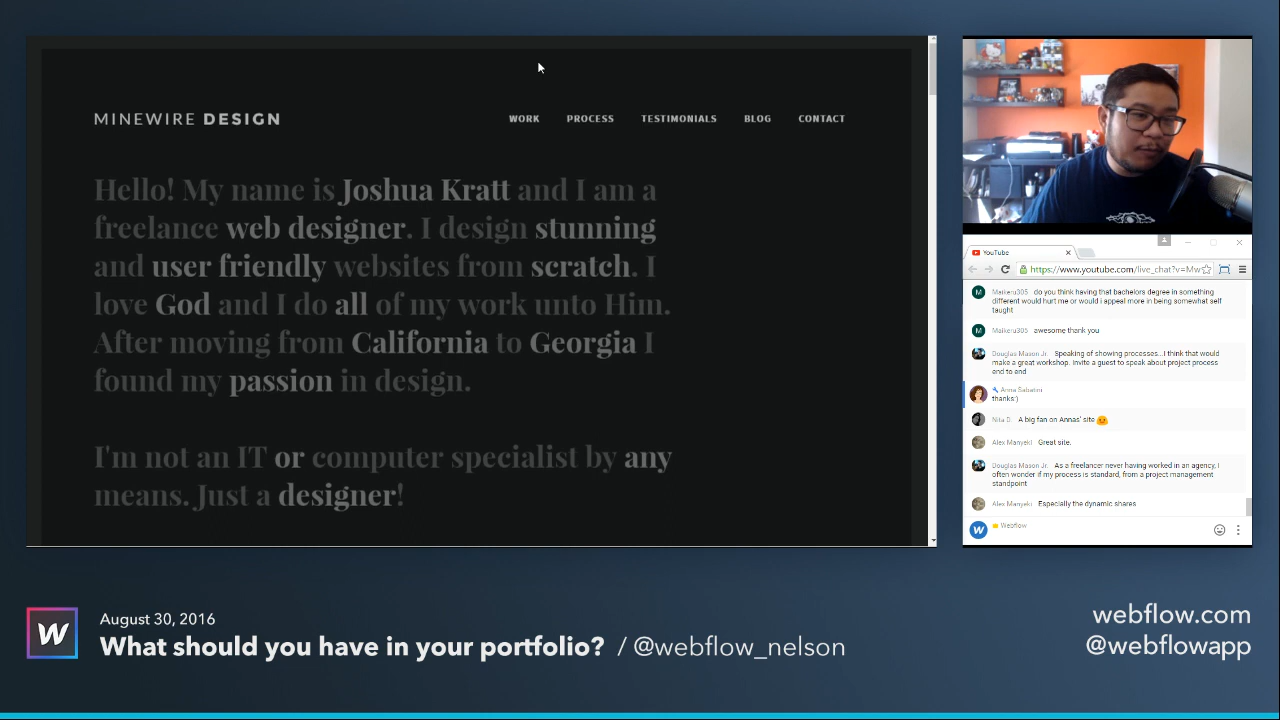 MINEWIRE DESIGN
WORK PROCESS TESTIMONIALS BLOG CONTACT
Hello! My name is Joshua Kratt and I am a
freelance web designer. I design stunning
and user friendly websites from scratch. I
love God and I do all of my work unto Him.
After moving from California to Georgia I
found my passion in design.
I'm not an IT or computer specialist by any
means. Just a designer!
YouTube
https://www.youtube.com/live_chat?v=Mw
M Maikeru305 do you think having that bachelors degree in something
different would hurt me or would i appeal more in being somewhat self
taught
M Maikeru305 awesome thank you
Douglas Mason Jr. Speaking of showing processes...I think that would
make a great workshop. Invite a guest to speak about project process
end to end
Anna Sabatini
thanks:)
Nita D. A big fan on Annas' site
Alex Manyeki Great site.
Douglas Mason Jr. As a freelancer never having worked in an agency, I
often wonder if my process is standard, from a project management
standpoint
Alex Manyeki Especially the dynamic shares
W Webflow
W
August 30, 2016
What should you have in your portfolio? / @webflow_nelson
webflow.com
@webflowapp